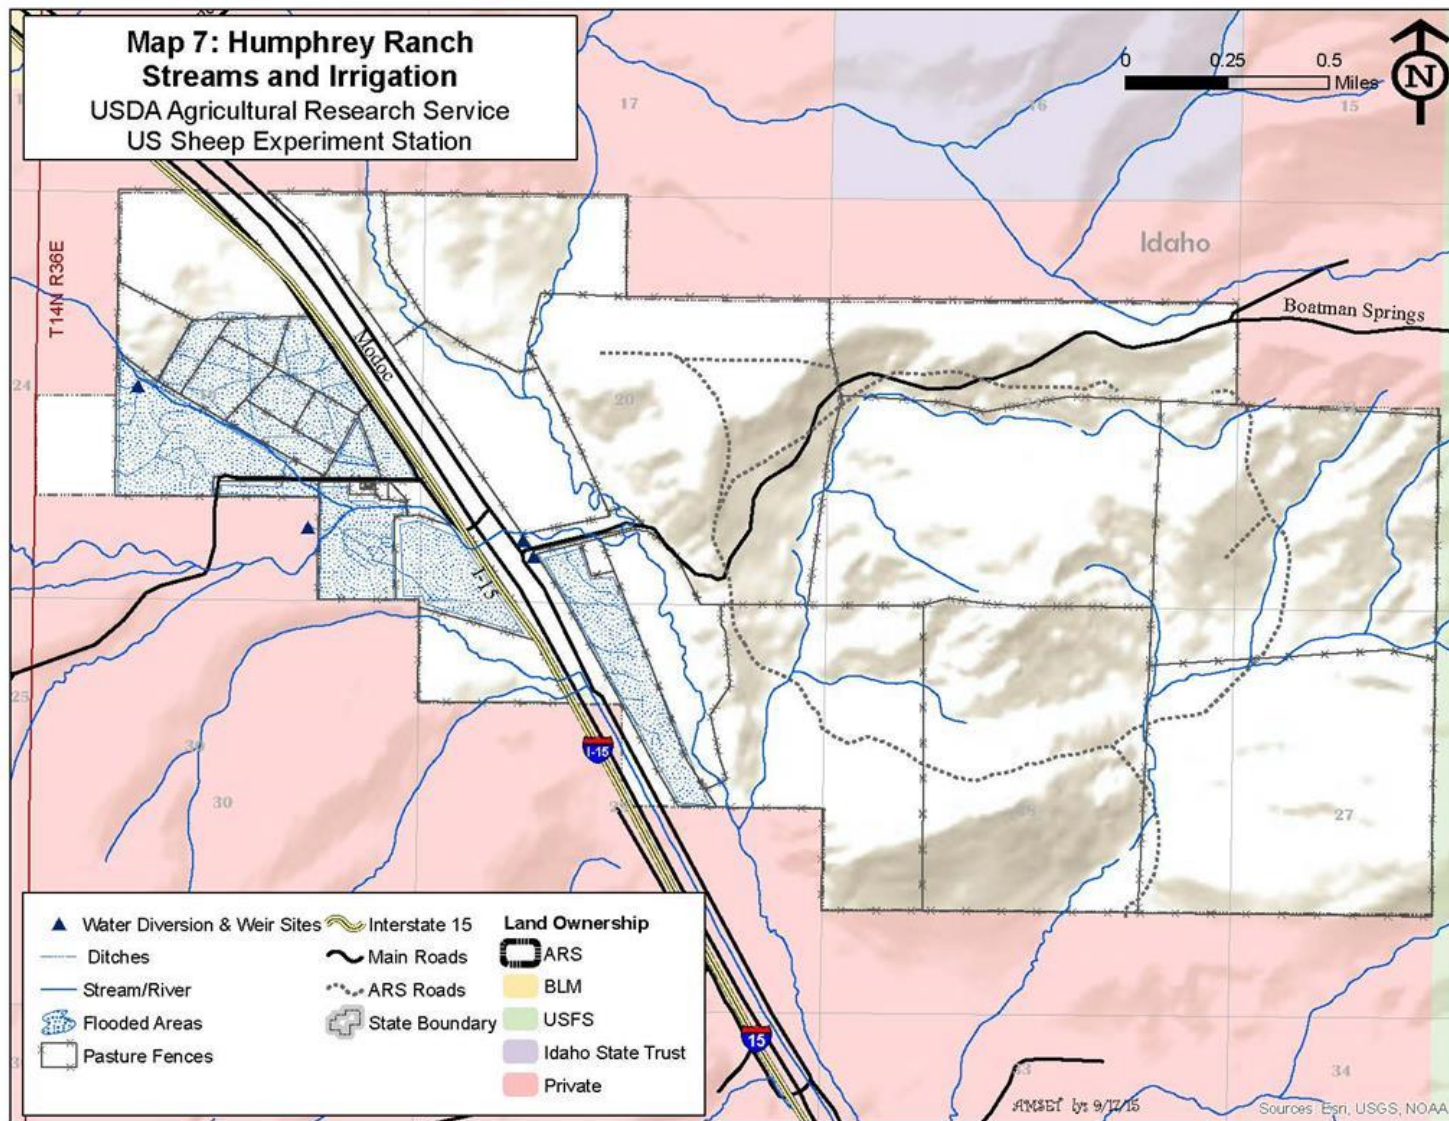 Map 7: Humphrey Ranch
Streams and Irrigation
USDA Agricultural Research Service
US Sheep Experiment Station
0 0.25 0.5
Miles
N
17
16
15
T14N R36E
Idaho
Boatman Springs
Modoc
24
20
I-15
25
30
30
I-15
27
15
33
34
Water Diversion & Weir Sites
Ditches
Stream/River
Flooded Areas
Pasture Fences
Interstate 15
Main Roads
ARS Roads
State Boundary
Land Ownership
ARS
BLM
USFS
Idaho State Trust
Private
Sources: Esri, USGS, NOAA